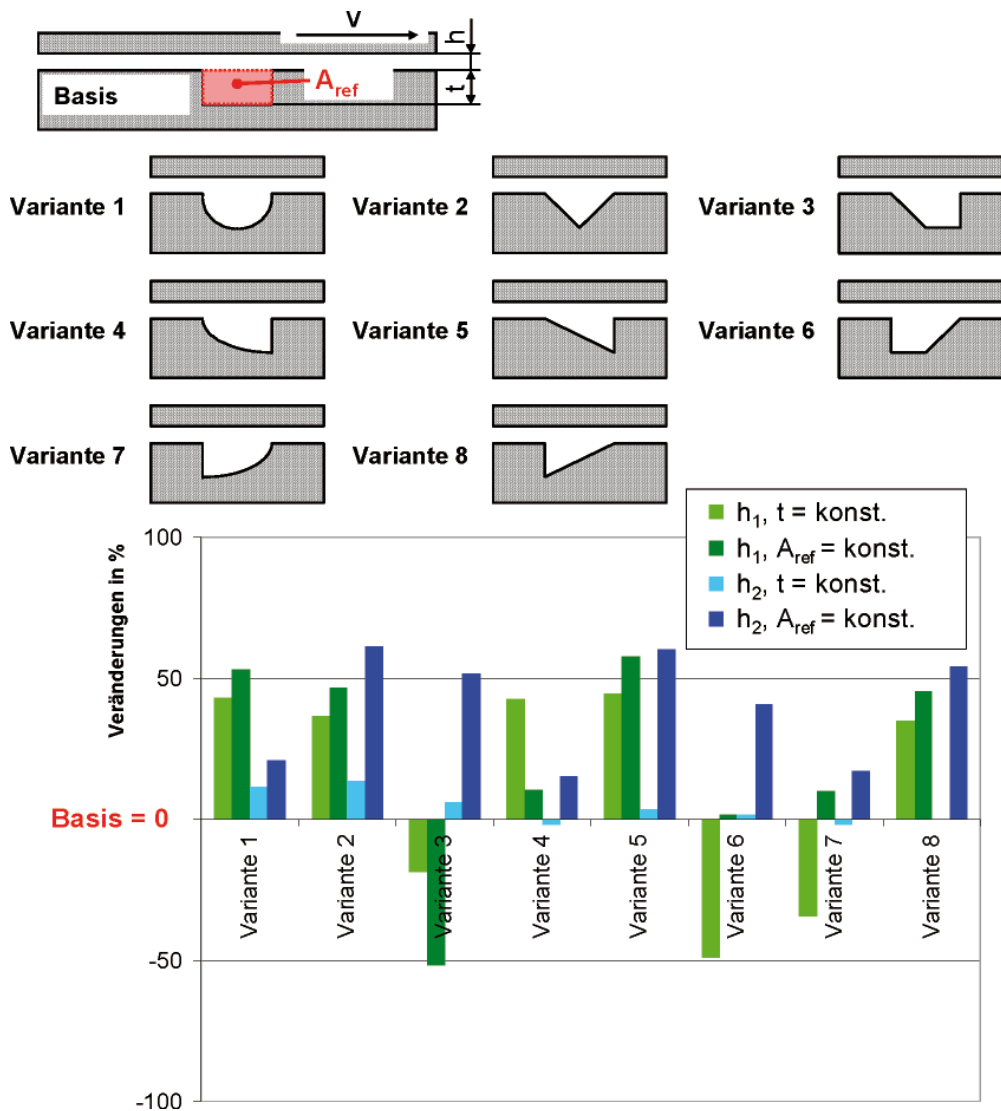 V
h
t
A_ref
Basis
Variante 1
Variante 2
Variante 3
Variante 4
Variante 5
Variante 6
Variante 7
Variante 8
h₁, t = konst.
h₁, A_ref = konst.
h₂, t = konst.
h₂, A_ref = konst.
Veränderungen in %
100
50
Basis = 0
-50
-100
Variante 1
Variante 2
Variante 3
Variante 4
Variante 5
Variante 6
Variante 7
Variante 8